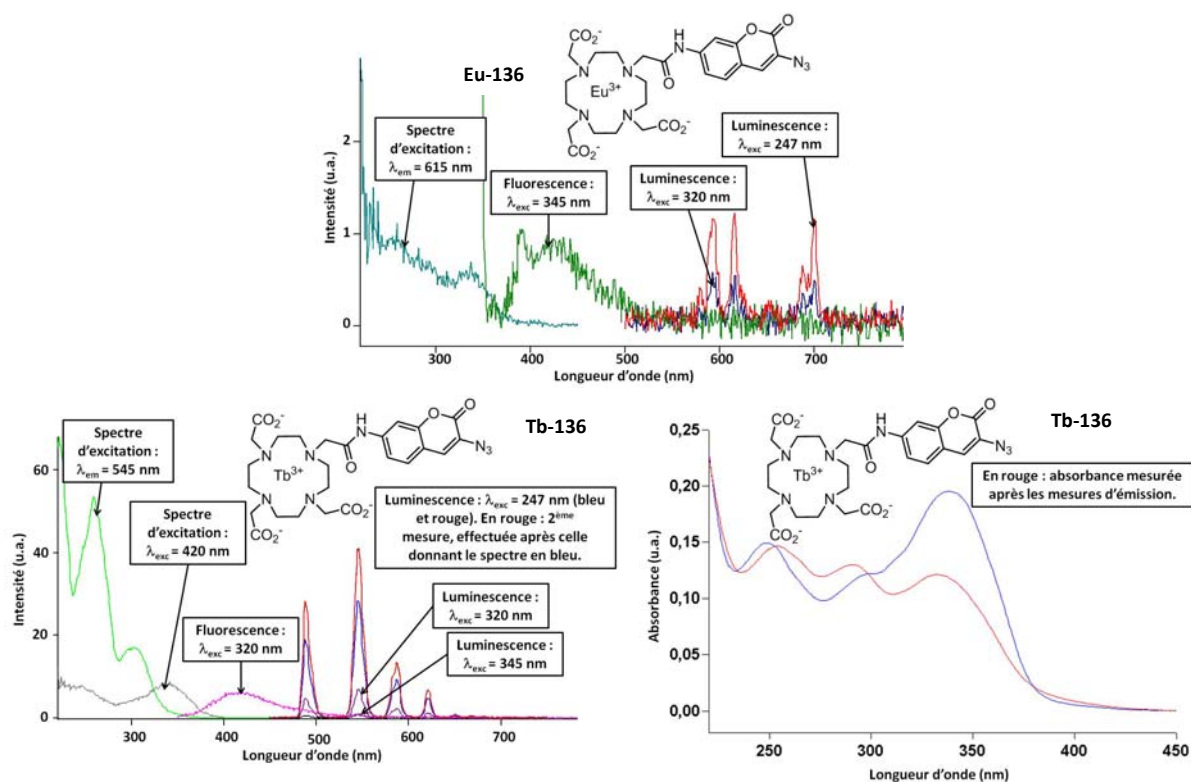 Eu-136
CO₂⁻
O
O
NH
N₃
N
N
O
Eu³⁺
N
N
CO₂⁻
CO₂⁻
Spectre
d'excitation :
λem = 615 nm
Fluorescence :
λexc = 345 nm
Luminescence :
λexc = 320 nm
Luminescence :
λexc = 247 nm
Intensité (u.a.)
2
1
0
300
400
500
600
700
Longueur d'onde (nm)
Tb-136
CO₂⁻
O
O
NH
N₃
N
N
O
Tb³⁺
N
N
CO₂⁻
CO₂⁻
Spectre
d'excitation :
λem = 545 nm
Spectre
d'excitation :
λexc = 420 nm
Fluorescence :
λexc = 320 nm
Luminescence : λexc = 247 nm (bleu
et rouge). En rouge : 2ème
mesure, effectuée après celle
donnant le spectre en bleu.
Luminescence :
λexc = 320 nm
Luminescence :
λexc = 345 nm
Intensité (u.a.)
60
40
20
0
300
400
500
600
700
Longueur d'onde (nm)
Tb-136
CO₂⁻
O
O
NH
N₃
N
N
O
Tb³⁺
N
N
CO₂⁻
CO₂⁻
En rouge : absorbance mesurée
après les mesures d'émission.
Absorbance (u.a.)
0,25
0,20
0,15
0,10
0,05
0,00
250
300
350
400
450
Longueur d'onde (nm)